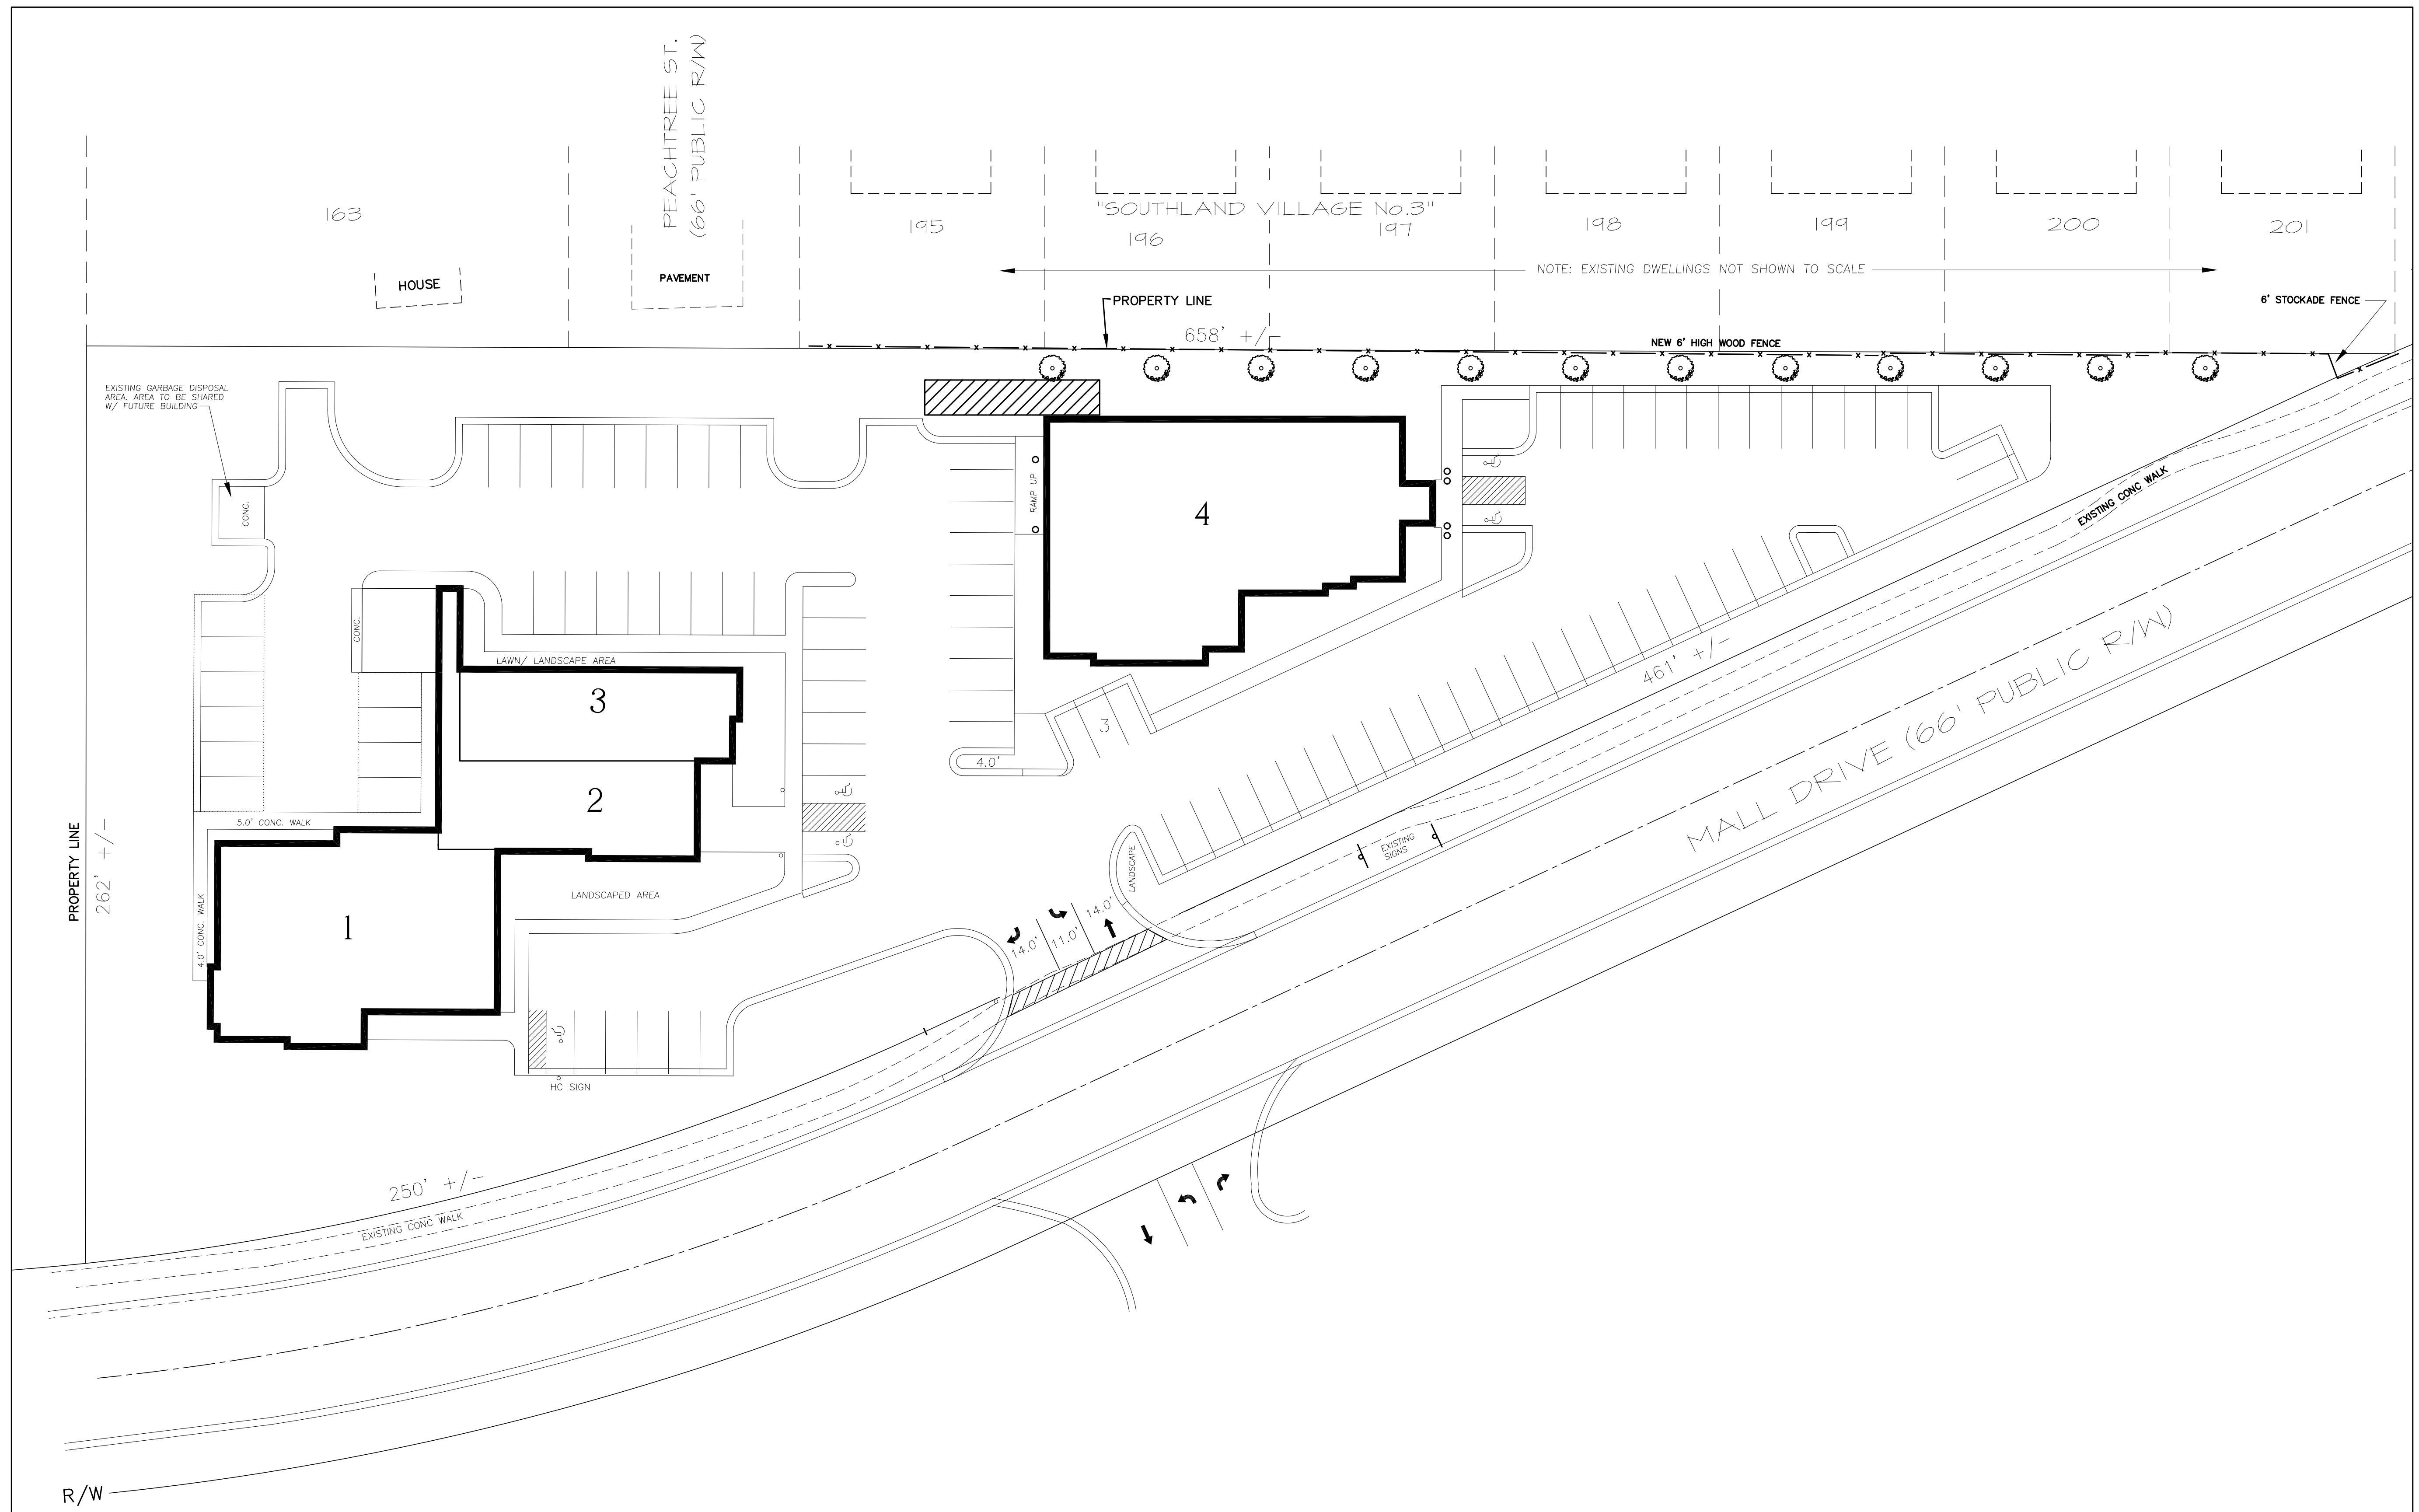 PEACHTREE ST.
(66' PUBLIC R/W)
163
HOUSE
PAVEMENT
195
"SOUTHLAND VILLAGE No.3"
196
197
198
199
200
201
NOTE: EXISTING DWELLINGS NOT SHOWN TO SCALE
PROPERTY LINE
658' +/-
6' STOCKADE FENCE
NEW 6' HIGH WOOD FENCE
EXISTING GARBAGE DISPOSAL
AREA. AREA TO BE SHARED
W/ FUTURE BUILDING
CONC.
RAMP UP
4
EXISTING CONC WALK
CONC.
LAWN/ LANDSCAPE AREA
3
2
3
4.0'
461' +/-
MALL DRIVE (66' PUBLIC R/W)
PROPERTY LINE
262' +/-
5.0' CONC. WALK
4.0' CONC. WALK
1
LANDSCAPED AREA
LANDSCAPE
EXISTING
SIGNS
14.0'
11.0'
14.0'
HC SIGN
250' +/-
EXISTING CONC WALK
R/W